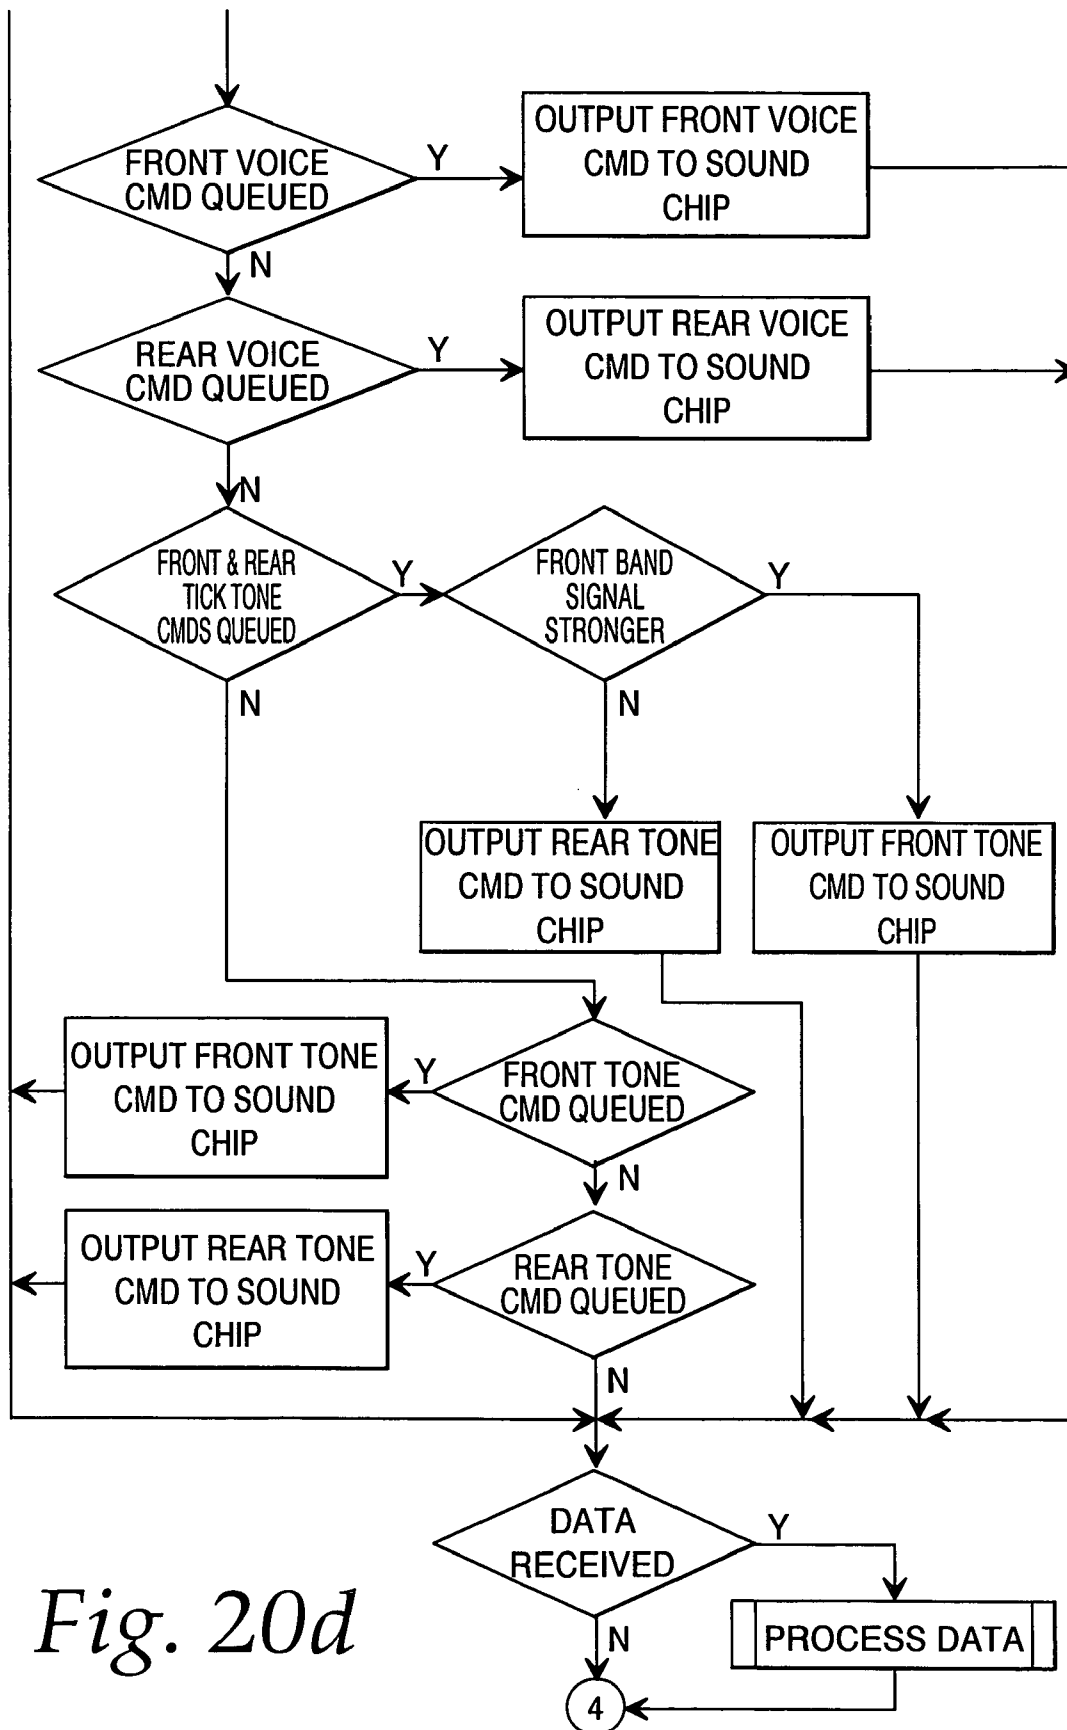 FRONT VOICE
CMD QUEUED
Y
OUTPUT FRONT VOICE
CMD TO SOUND
CHIP
N
REAR VOICE
CMD QUEUED
Y
OUTPUT REAR VOICE
CMD TO SOUND
CHIP
N
FRONT & REAR
TICK TONE
CMDS QUEUED
Y
FRONT BAND
SIGNAL
STRONGER
Y
N
N
OUTPUT REAR TONE
CMD TO SOUND
CHIP
OUTPUT FRONT TONE
CMD TO SOUND
CHIP
OUTPUT FRONT TONE
CMD TO SOUND
CHIP
Y
FRONT TONE
CMD QUEUED
N
OUTPUT REAR TONE
CMD TO SOUND
CHIP
Y
REAR TONE
CMD QUEUED
N
DATA
RECEIVED
Y
N
PROCESS DATA
4
Fig. 20d